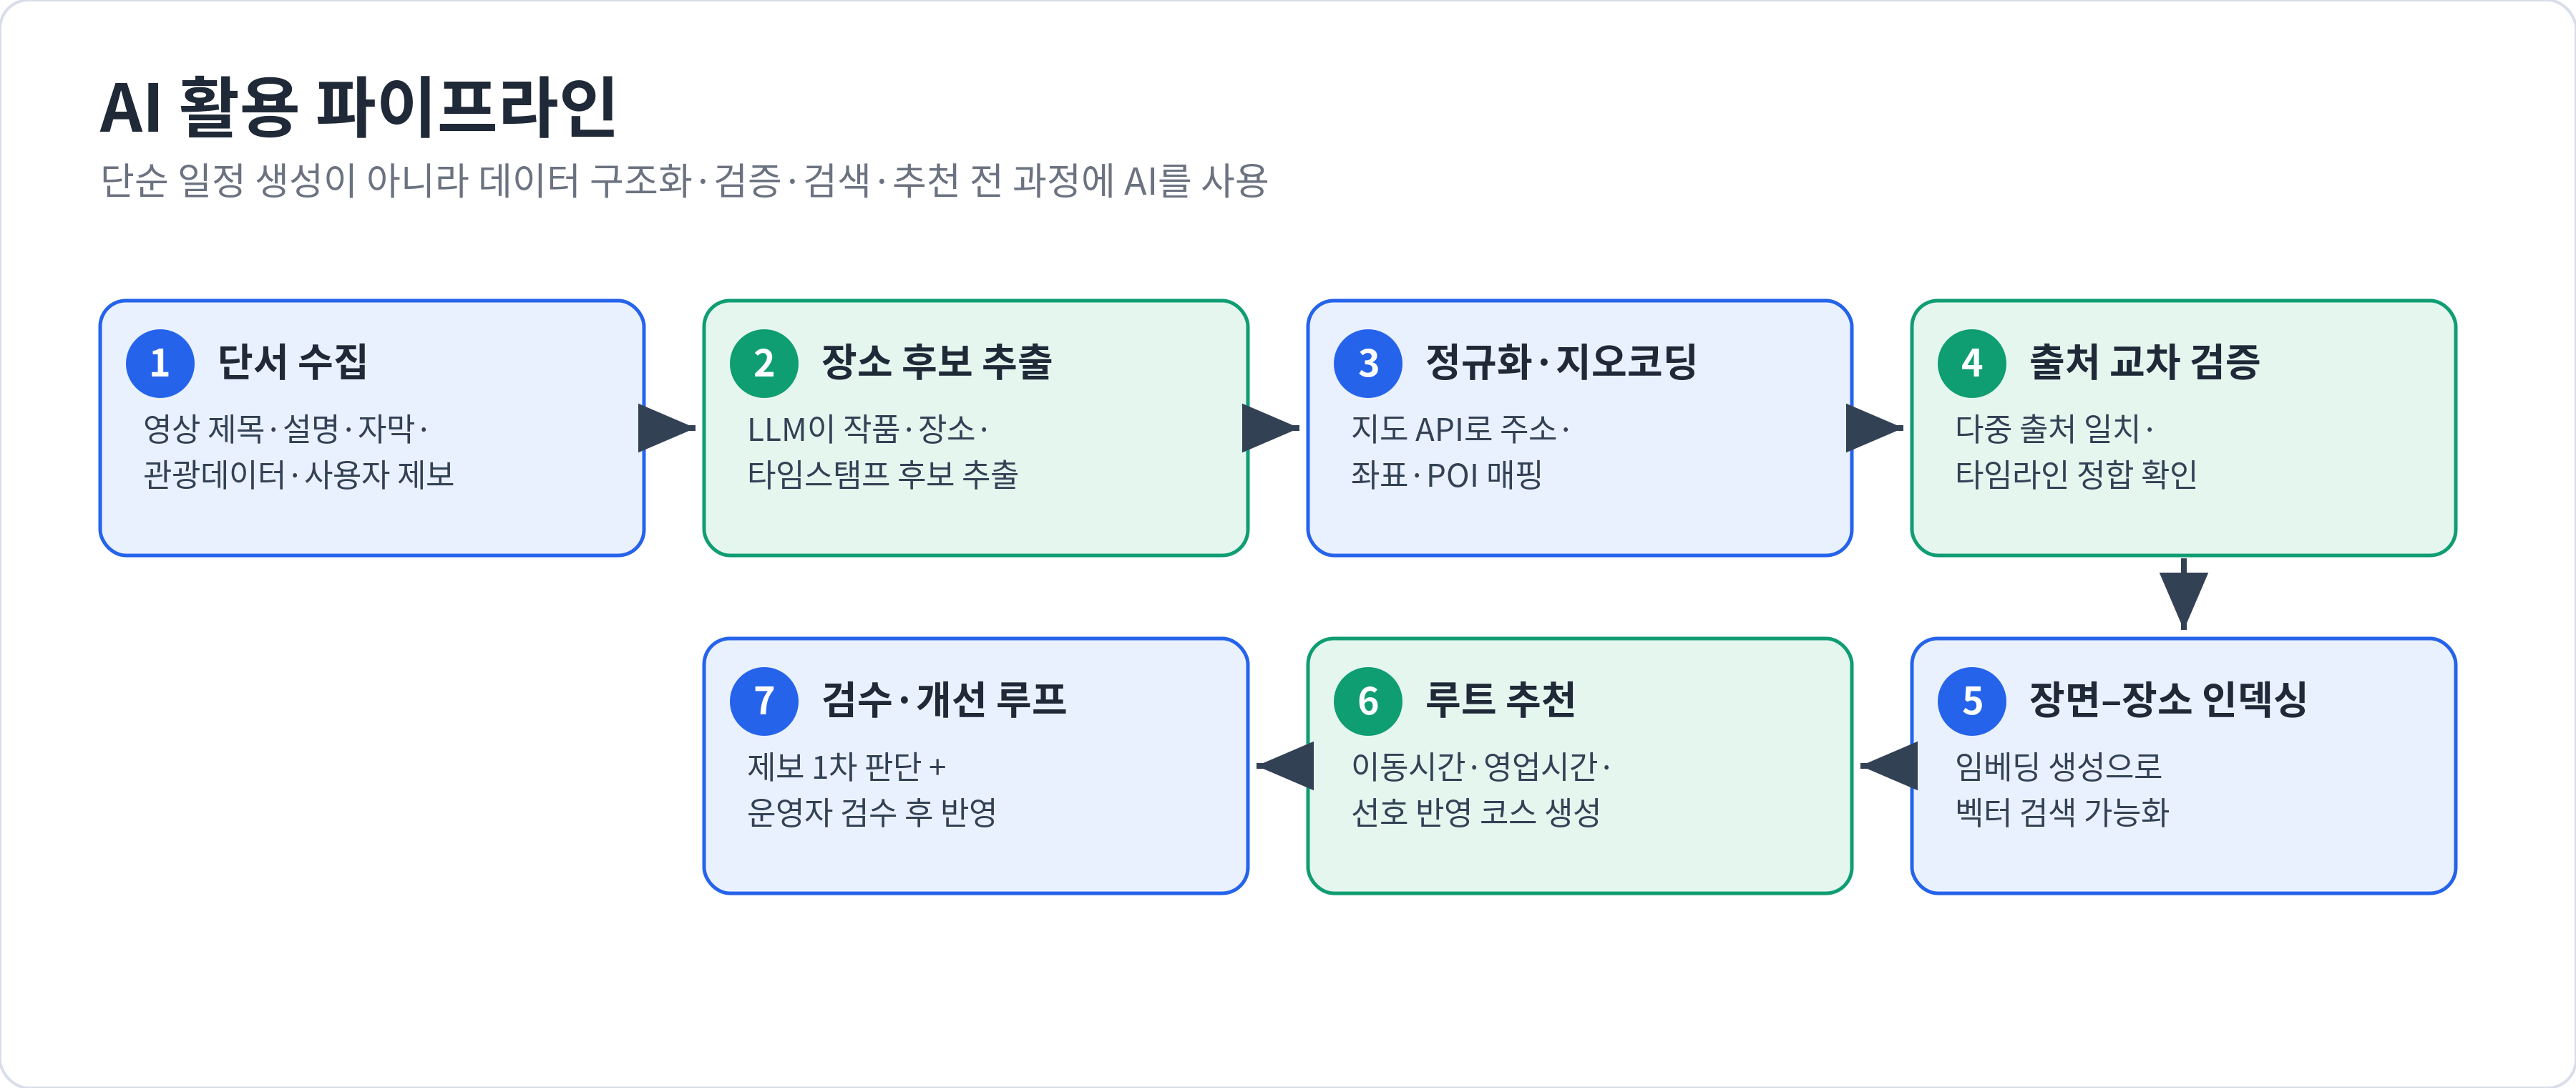 AI 활용 파이프라인
단순 일정 생성이 아니라 데이터 구조화·검증·검색·추천 전 과정에 AI를 사용
1 단서 수집
영상 제목·설명·자막·
관광데이터·사용자 제보
2 장소 후보 추출
LLM이 작품·장소·
타임스탬프 후보 추출
3 정규화·지오코딩
지도 API로 주소·
좌표·POI 매핑
4 출처 교차 검증
다중 출처 일치·
타임라인 정합 확인
5 장면–장소 인덱싱
임베딩 생성으로
벡터 검색 가능화
6 루트 추천
이동시간·영업시간·
선호 반영 코스 생성
7 검수·개선 루프
제보 1차 판단 +
운영자 검수 후 반영